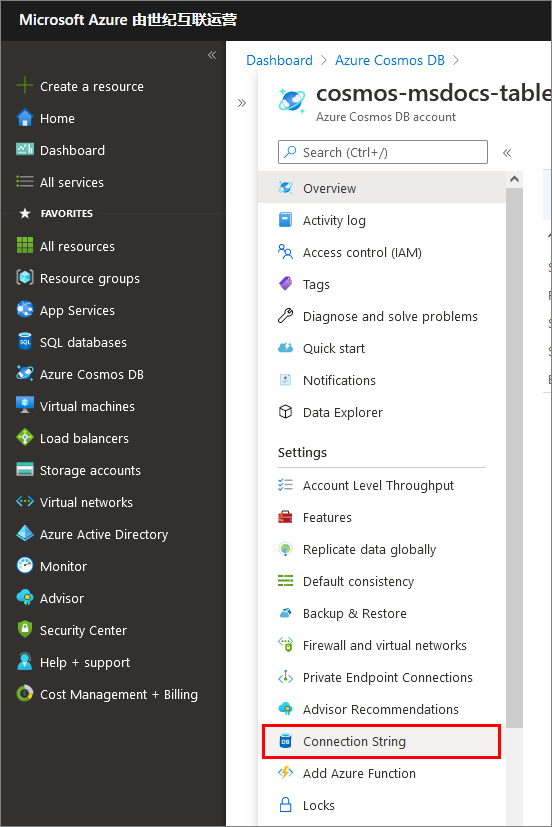 Microsoft Azure 由世纪互联运营
«
Create a resource
Home
Dashboard
All services
FAVORITES
All resources
Resource groups
App Services
SQL databases
Azure Cosmos DB
Virtual machines
Load balancers
Storage accounts
Virtual networks
Azure Active Directory
Monitor
Advisor
Security Center
Help + support
Cost Management + Billing
Dashboard > Azure Cosmos DB >
»
cosmos-msdocs-table
Azure Cosmos DB account
Search (Ctrl+/)
«
Overview
Activity log
Access control (IAM)
Tags
Diagnose and solve problems
Quick start
Notifications
Data Explorer
Settings
Account Level Throughput
Features
Replicate data globally
Default consistency
Backup & Restore
Firewall and virtual networks
Private Endpoint Connections
Advisor Recommendations
Connection String
Add Azure Function
Locks